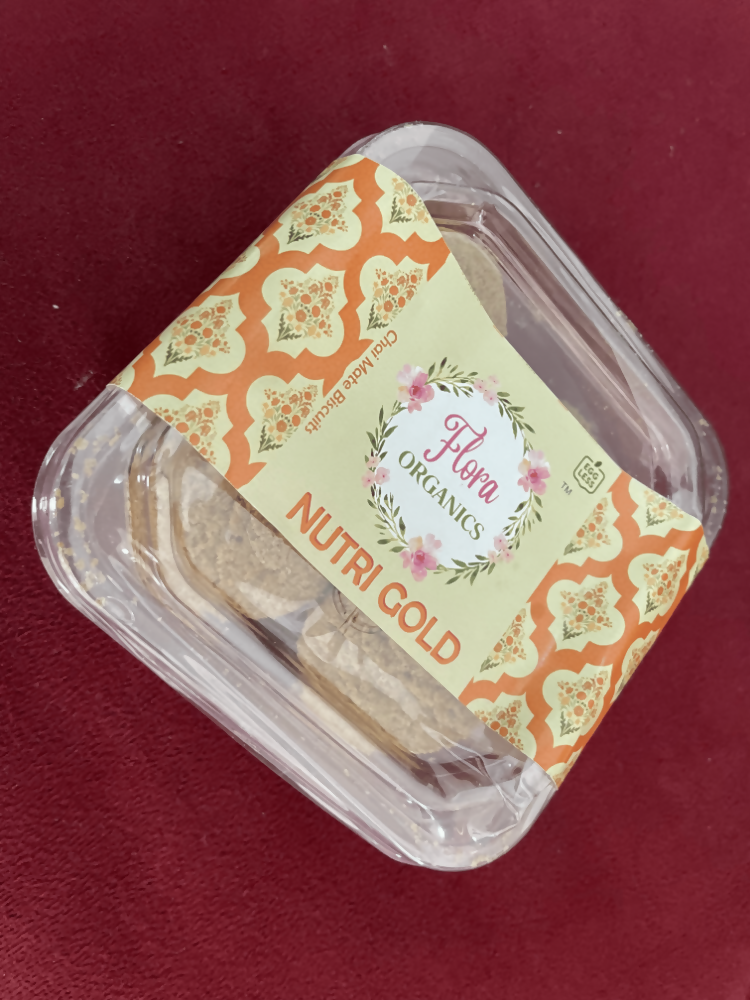 Chai Mate Biscuits
Flora
ORGANICS
EGG
LESS
TM
NUTRI GOLD